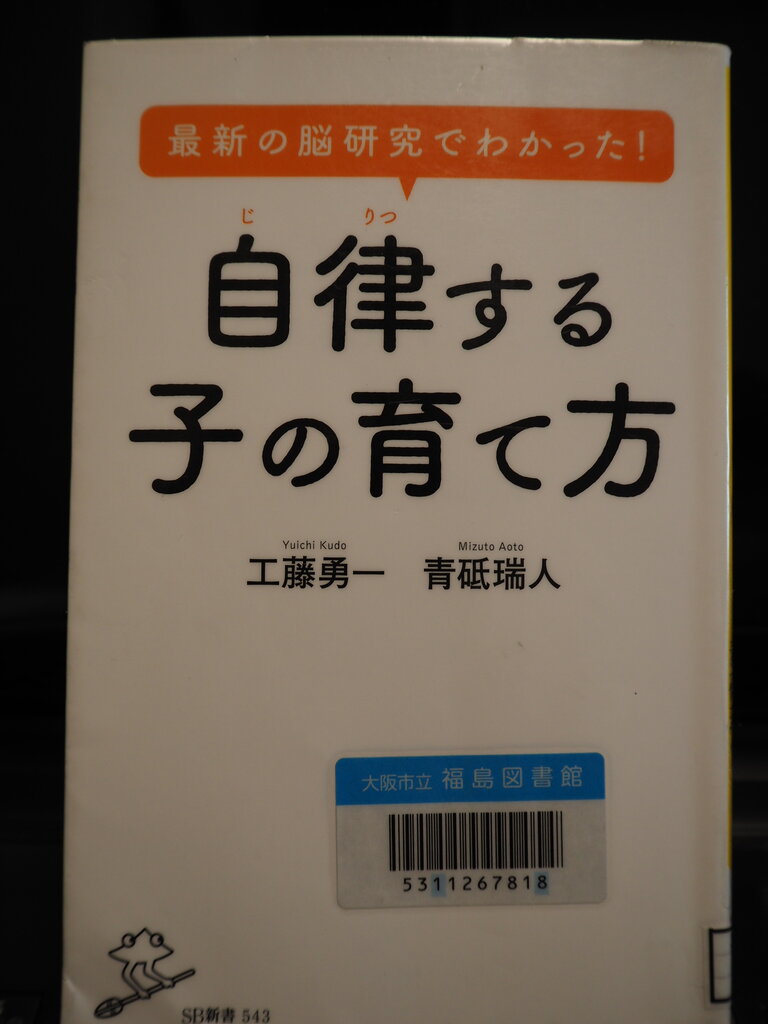 最新の脳研究でわかった!
じ りつ
自律する
子の育て方
Yuichi Kudo Mizuto Aoto
工藤勇一 青砥瑞人
大阪市立 福島図書館
5311267818
SB新書 543